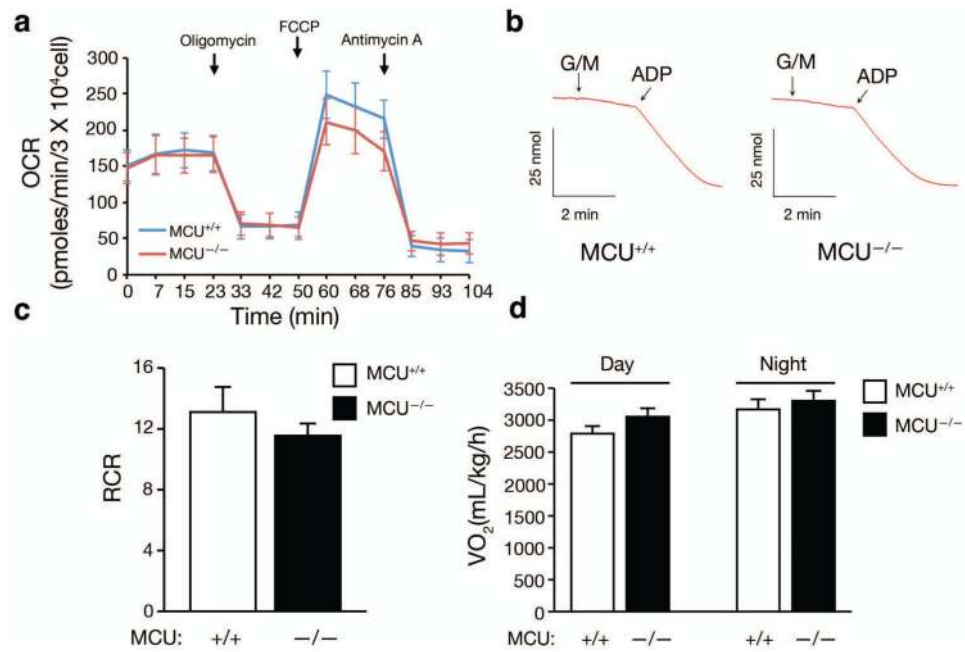 a
Oligomycin
FCCP
Antimycin A
OCR
(pmoles/min/3 X 10⁴cell)
300
250
200
150
100
50
0
MCU⁺/⁺
MCU⁻/⁻
0 7 15 23 33 42 50 60 68 76 85 93 104
Time (min)
b
G/M
ADP
25 nmol
2 min
MCU⁺/⁺
G/M
ADP
25 nmol
2 min
MCU⁻/⁻
c
RCR
16
12
8
4
0
MCU⁺/⁺
MCU⁻/⁻
MCU: +/+ −/−
d
Day Night
VO₂(mL/kg/h)
3500
3000
2500
2000
1500
1000
500
0
MCU⁺/⁺
MCU⁻/⁻
MCU: +/+ −/− +/+ −/−